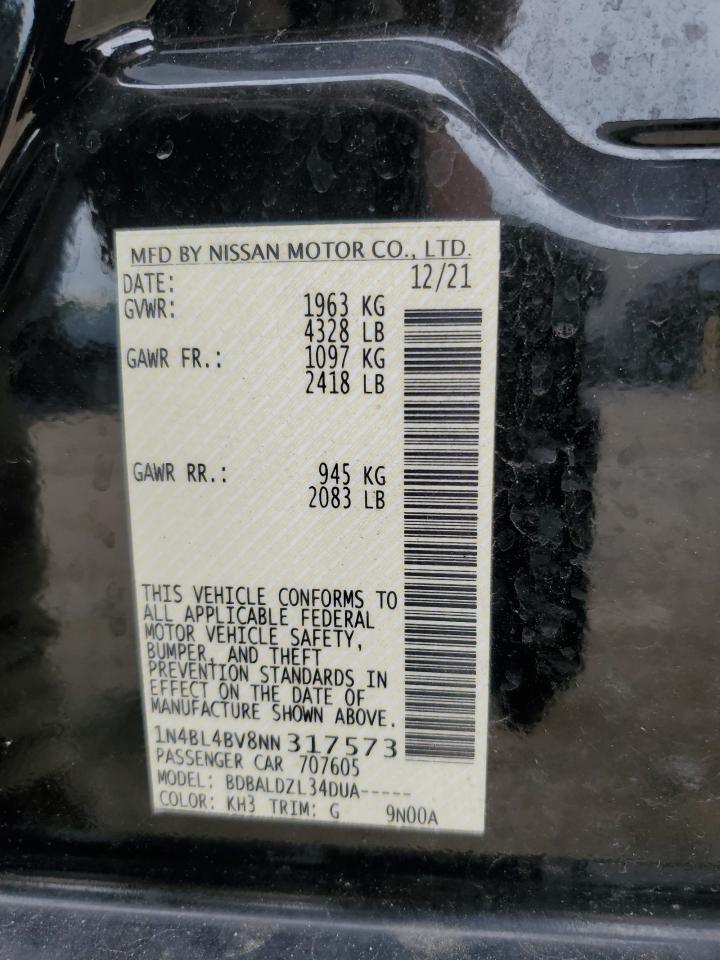 MFD BY NISSAN MOTOR CO., LTD.
DATE: 12/21
GVWR: 1963 KG
4328 LB
GAWR FR.: 1097 KG
2418 LB
GAWR RR.: 945 KG
2083 LB
THIS VEHICLE CONFORMS TO
ALL APPLICABLE FEDERAL
MOTOR VEHICLE SAFETY,
BUMPER, AND THEFT
PREVENTION STANDARDS IN
EFFECT ON THE DATE OF
MANUFACTURE SHOWN ABOVE.
1N4BL4BV8NN317573
PASSENGER CAR 707605
MODEL: BDBALDZL34DUA-----
COLOR: KH3 TRIM: G 9N00A